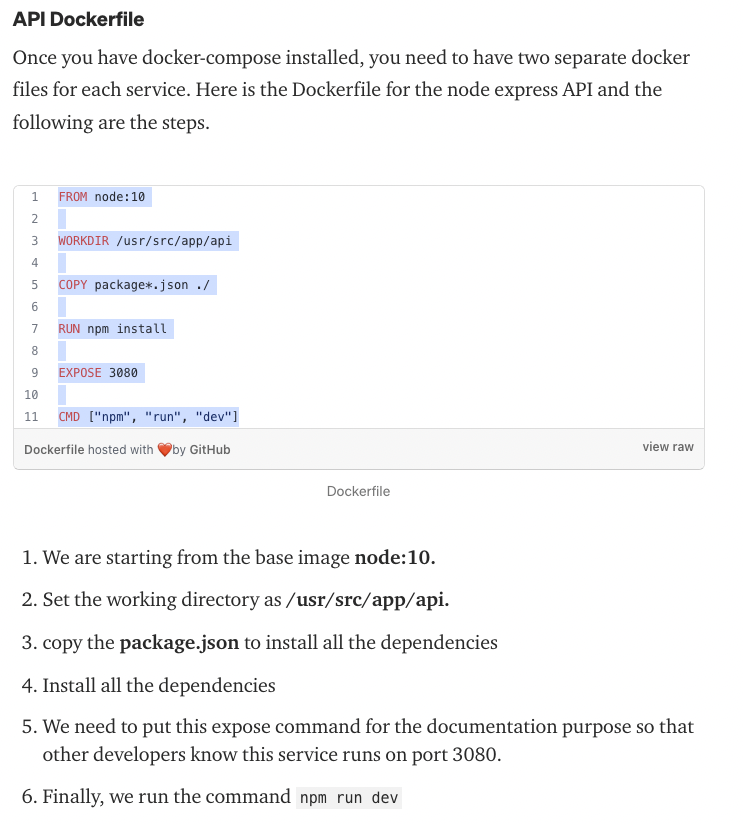 API Dockerfile
Once you have docker-compose installed, you need to have two separate docker
files for each service. Here is the Dockerfile for the node express API and the
following are the steps.
1 FROM node:10
2
3 WORKDIR /usr/src/app/api
4
5 COPY package*.json ./
6
7 RUN npm install
8
9 EXPOSE 3080
10
11 CMD ["npm", "run", "dev"]
Dockerfile hosted with ❤by GitHub view raw
Dockerfile
1. We are starting from the base image node:10.
2. Set the working directory as /usr/src/app/api.
3. copy the package.json to install all the dependencies
4. Install all the dependencies
5. We need to put this expose command for the documentation purpose so that
other developers know this service runs on port 3080.
6. Finally, we run the command npm run dev